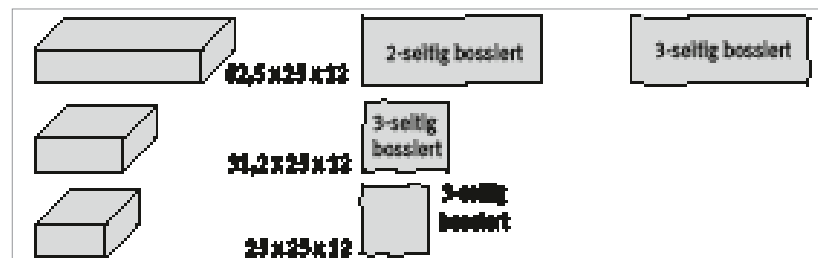 62,5 x 25 x 12
2-seitig bossiert
3-seitig bossiert
31,2 x 25 x 12
3-seitig
bossiert
25 x 25 x 12
3-seitig
bossiert